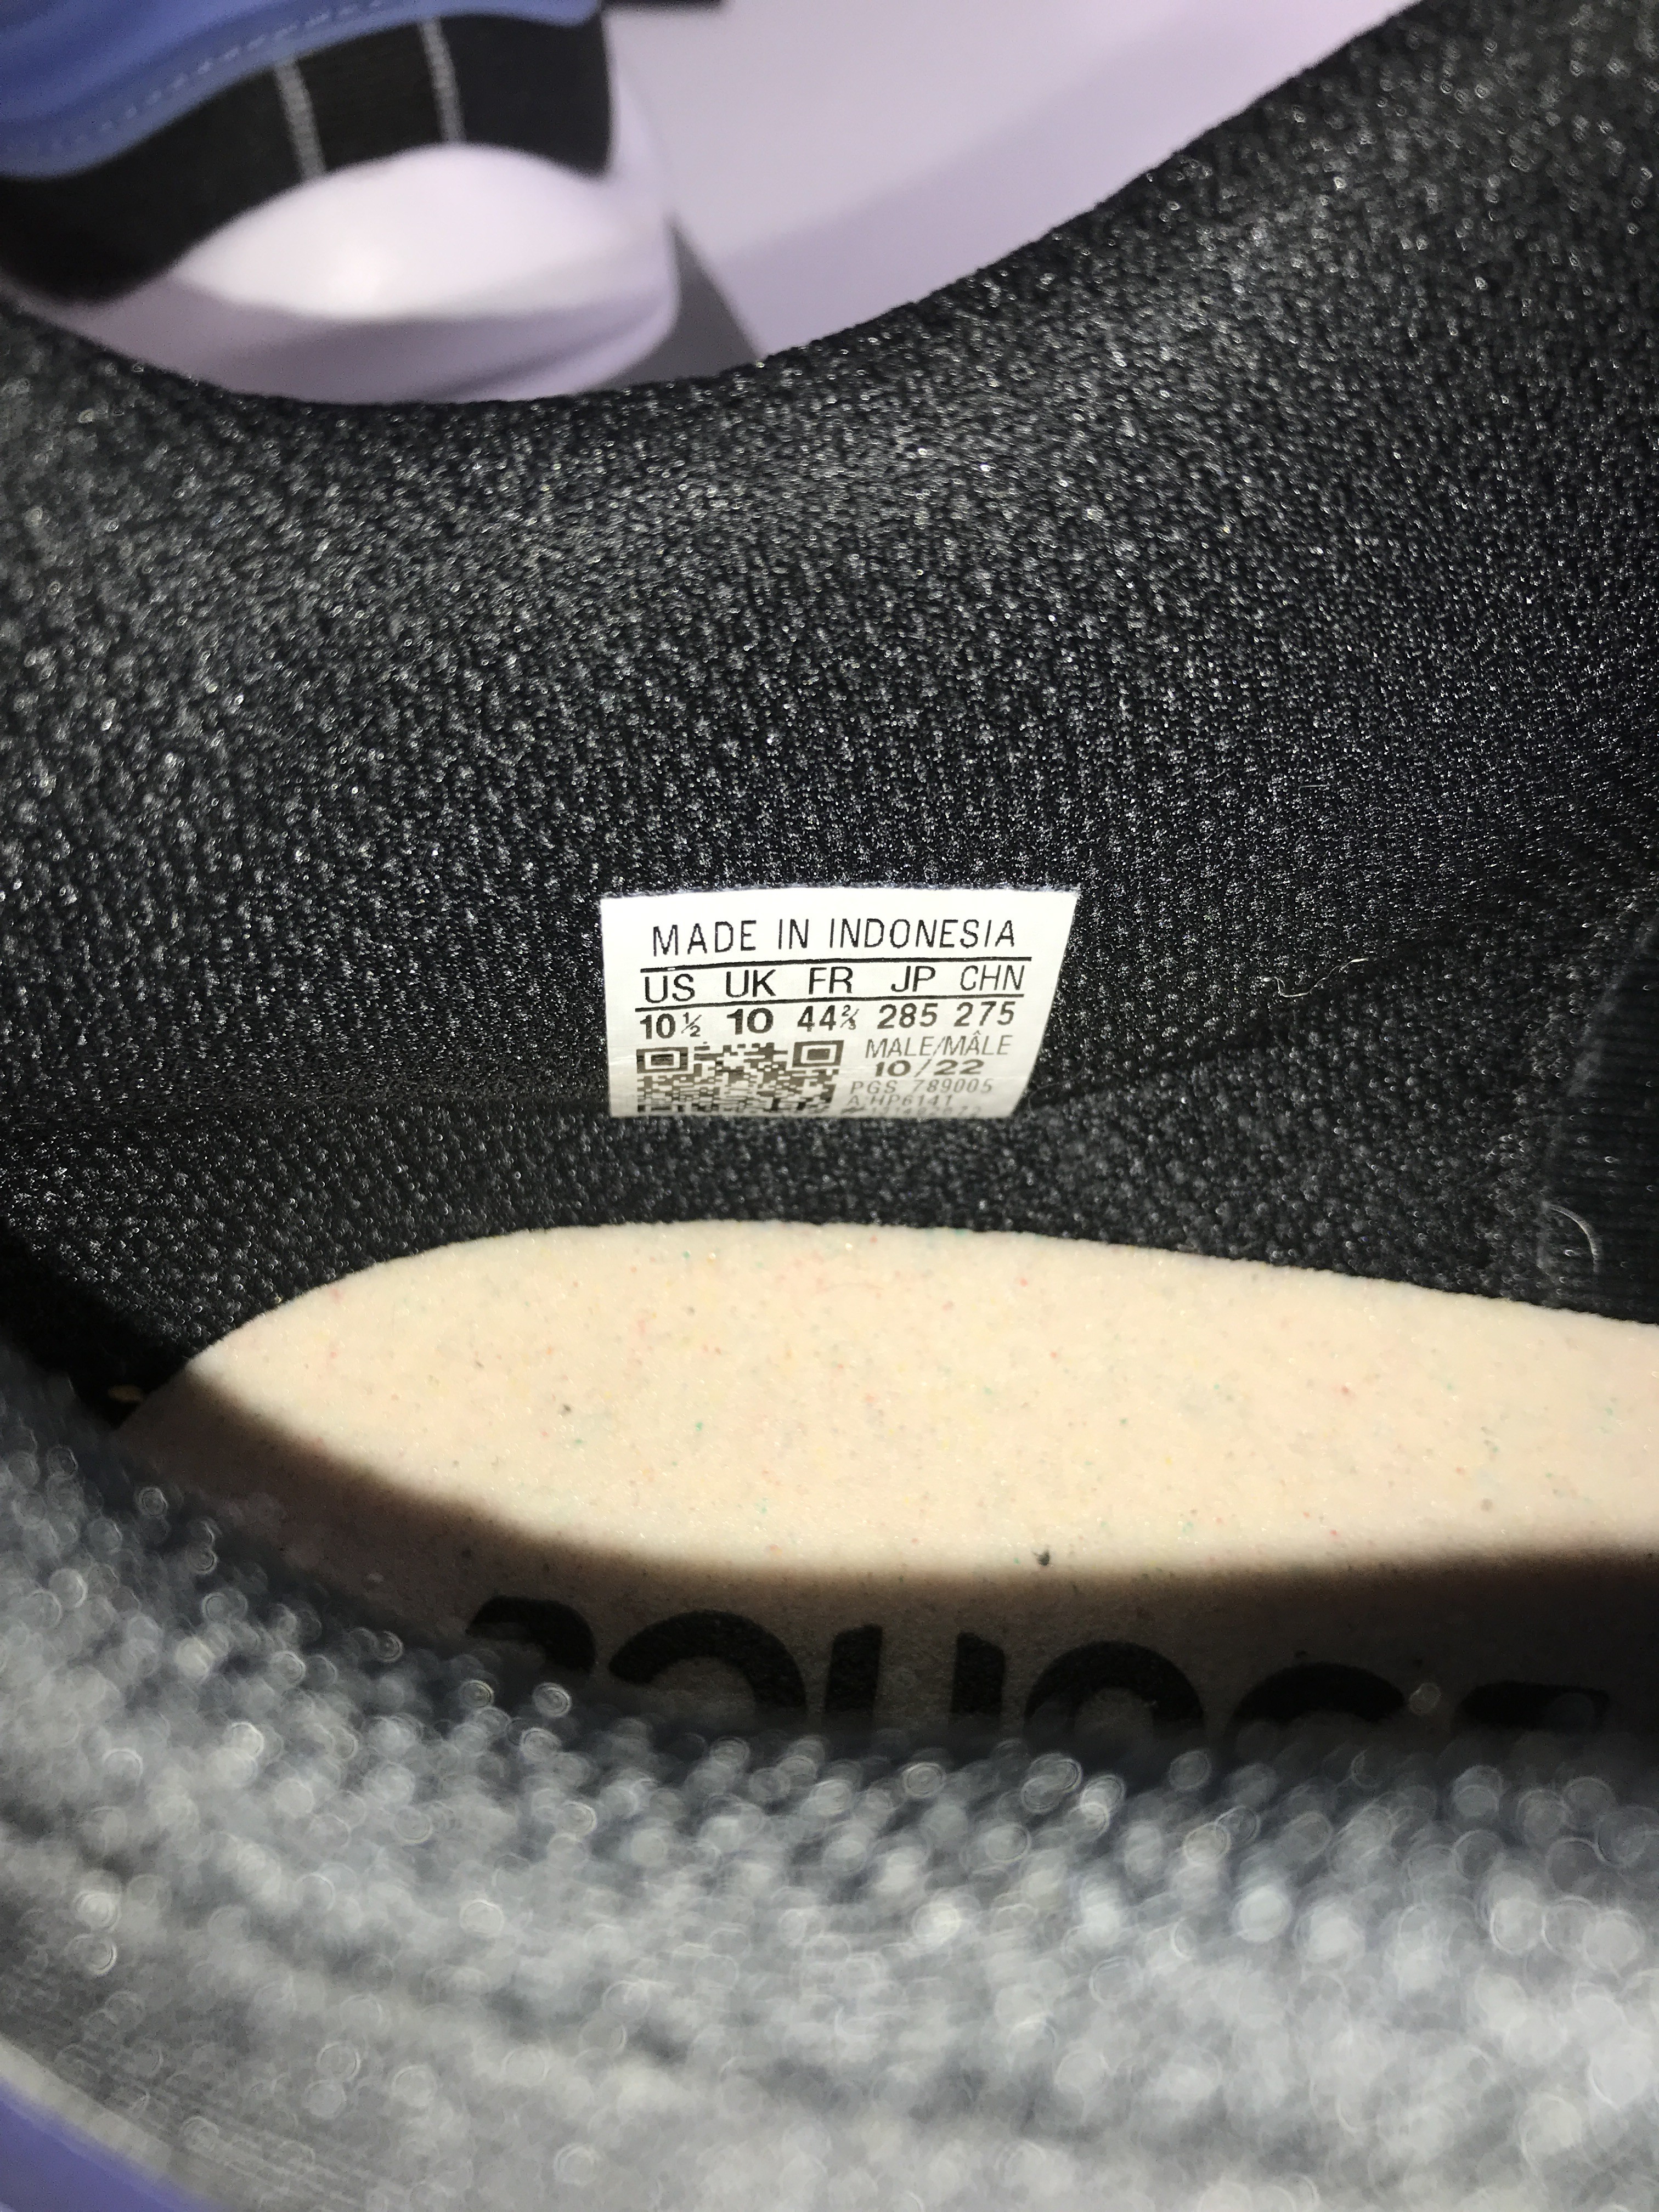 MADE IN INDONESIA
US UK FR JP CHN
10½ 10 44⅔ 285 275
MALE/MÂLE
10/22
PGS 789005
A:HP6141